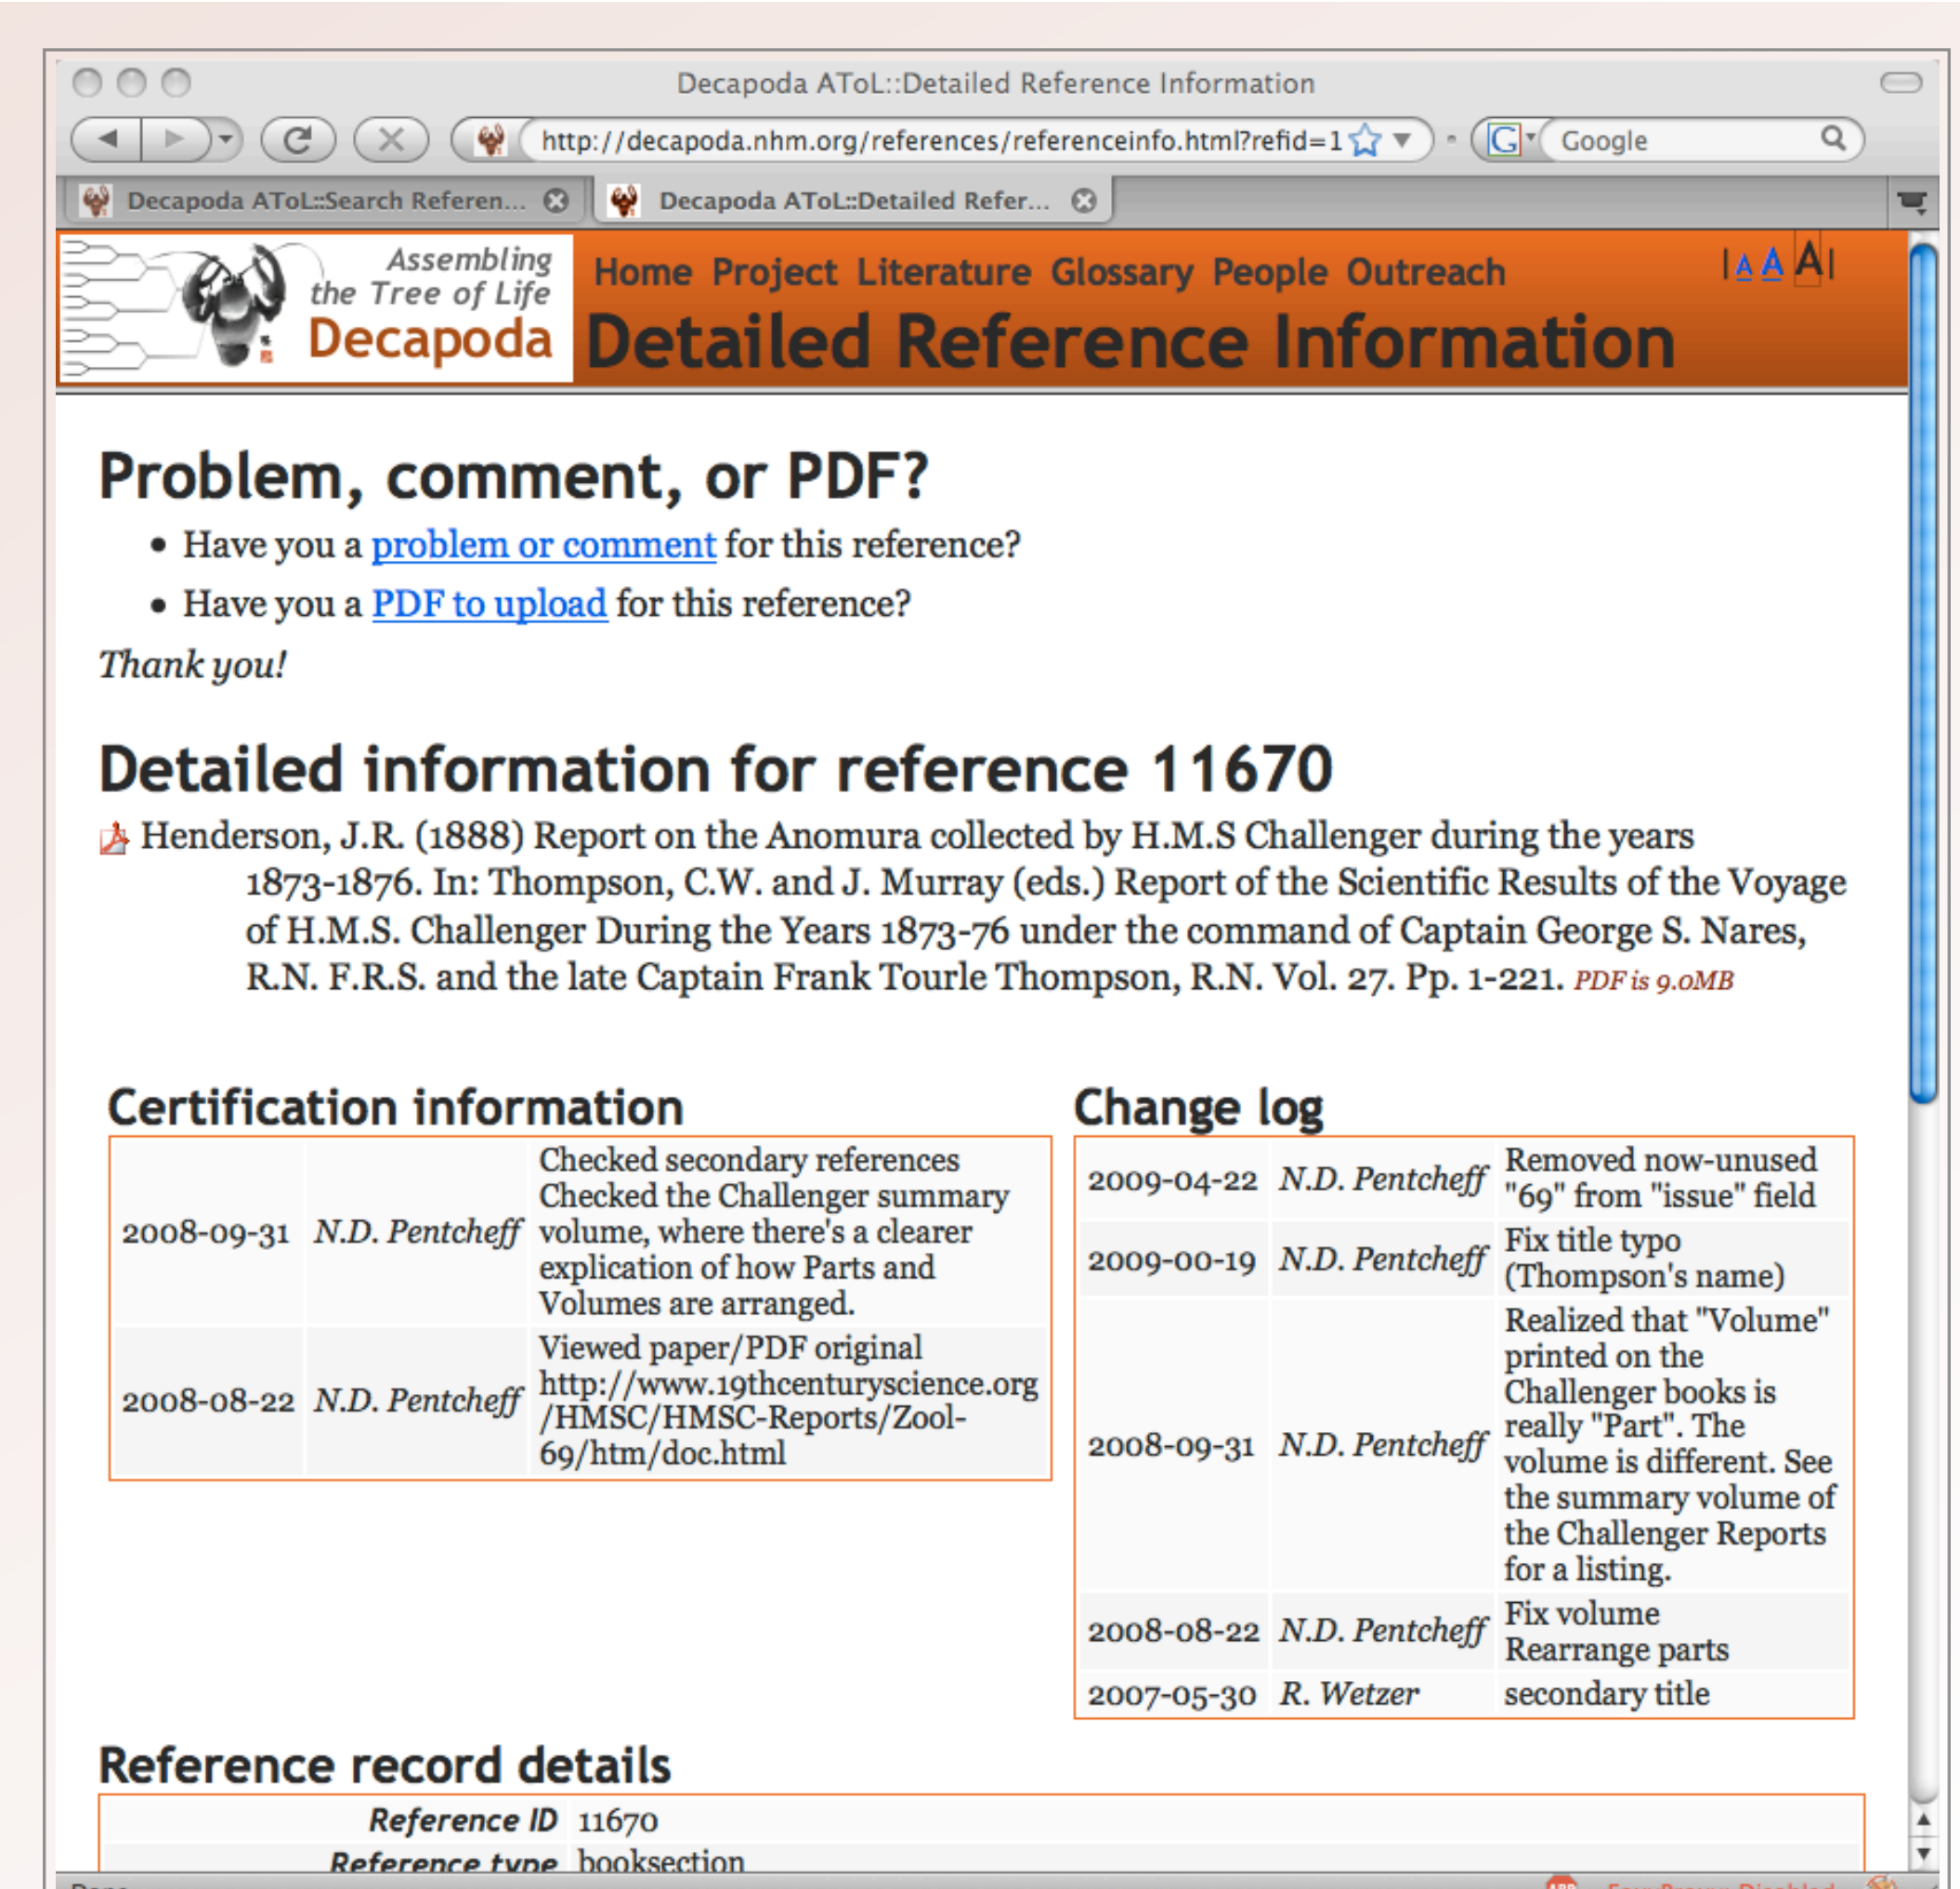 Decapoda AToL::Detailed Reference Information
http://decapoda.nhm.org/references/referenceinfo.html?refid=1
Google
Decapoda AToL::Search Referen...
Decapoda AToL::Detailed Refer...
Assembling
the Tree of Life
Decapoda
Home Project Literature Glossary People Outreach
|A A A|
Detailed Reference Information
Problem, comment, or PDF?
• Have you a problem or comment for this reference?
• Have you a PDF to upload for this reference?
Thank you!
Detailed information for reference 11670
Henderson, J.R. (1888) Report on the Anomura collected by H.M.S Challenger during the years
1873-1876. In: Thompson, C.W. and J. Murray (eds.) Report of the Scientific Results of the Voyage
of H.M.S. Challenger During the Years 1873-76 under the command of Captain George S. Nares,
R.N. F.R.S. and the late Captain Frank Tourle Thompson, R.N. Vol. 27. Pp. 1-221. PDF is 9.0MB
Certification information
2008-09-31 N.D. Pentcheff
Checked secondary references
Checked the Challenger summary
volume, where there's a clearer
explication of how Parts and
Volumes are arranged.
2008-08-22 N.D. Pentcheff
Viewed paper/PDF original
http://www.19thcenturyscience.org
/HMSC/HMSC-Reports/Zool-
69/htm/doc.html
Change log
2009-04-22 N.D. Pentcheff
Removed now-unused
"69" from "issue" field
2009-00-19 N.D. Pentcheff
Fix title typo
(Thompson's name)
2008-09-31 N.D. Pentcheff
Realized that "Volume"
printed on the
Challenger books is
really "Part". The
volume is different. See
the summary volume of
the Challenger Reports
for a listing.
2008-08-22 N.D. Pentcheff
Fix volume
Rearrange parts
2007-05-30 R. Wetzer secondary title
Reference record details
Reference ID 11670
Reference type booksection